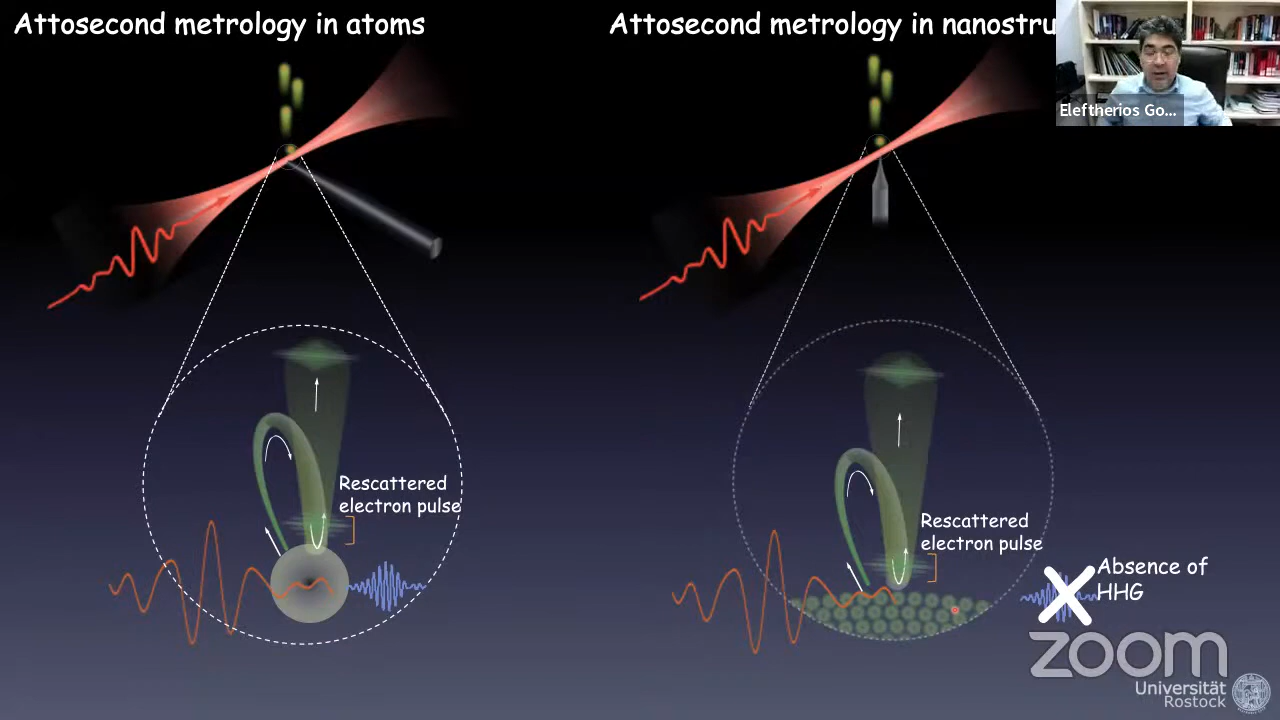 Attosecond metrology in atoms
Attosecond metrology in nanostru
Eleftherios Go...
Rescattered
electron pulse
Rescattered
electron pulse
Absence of
HHG
zoom
Universität
Rostock